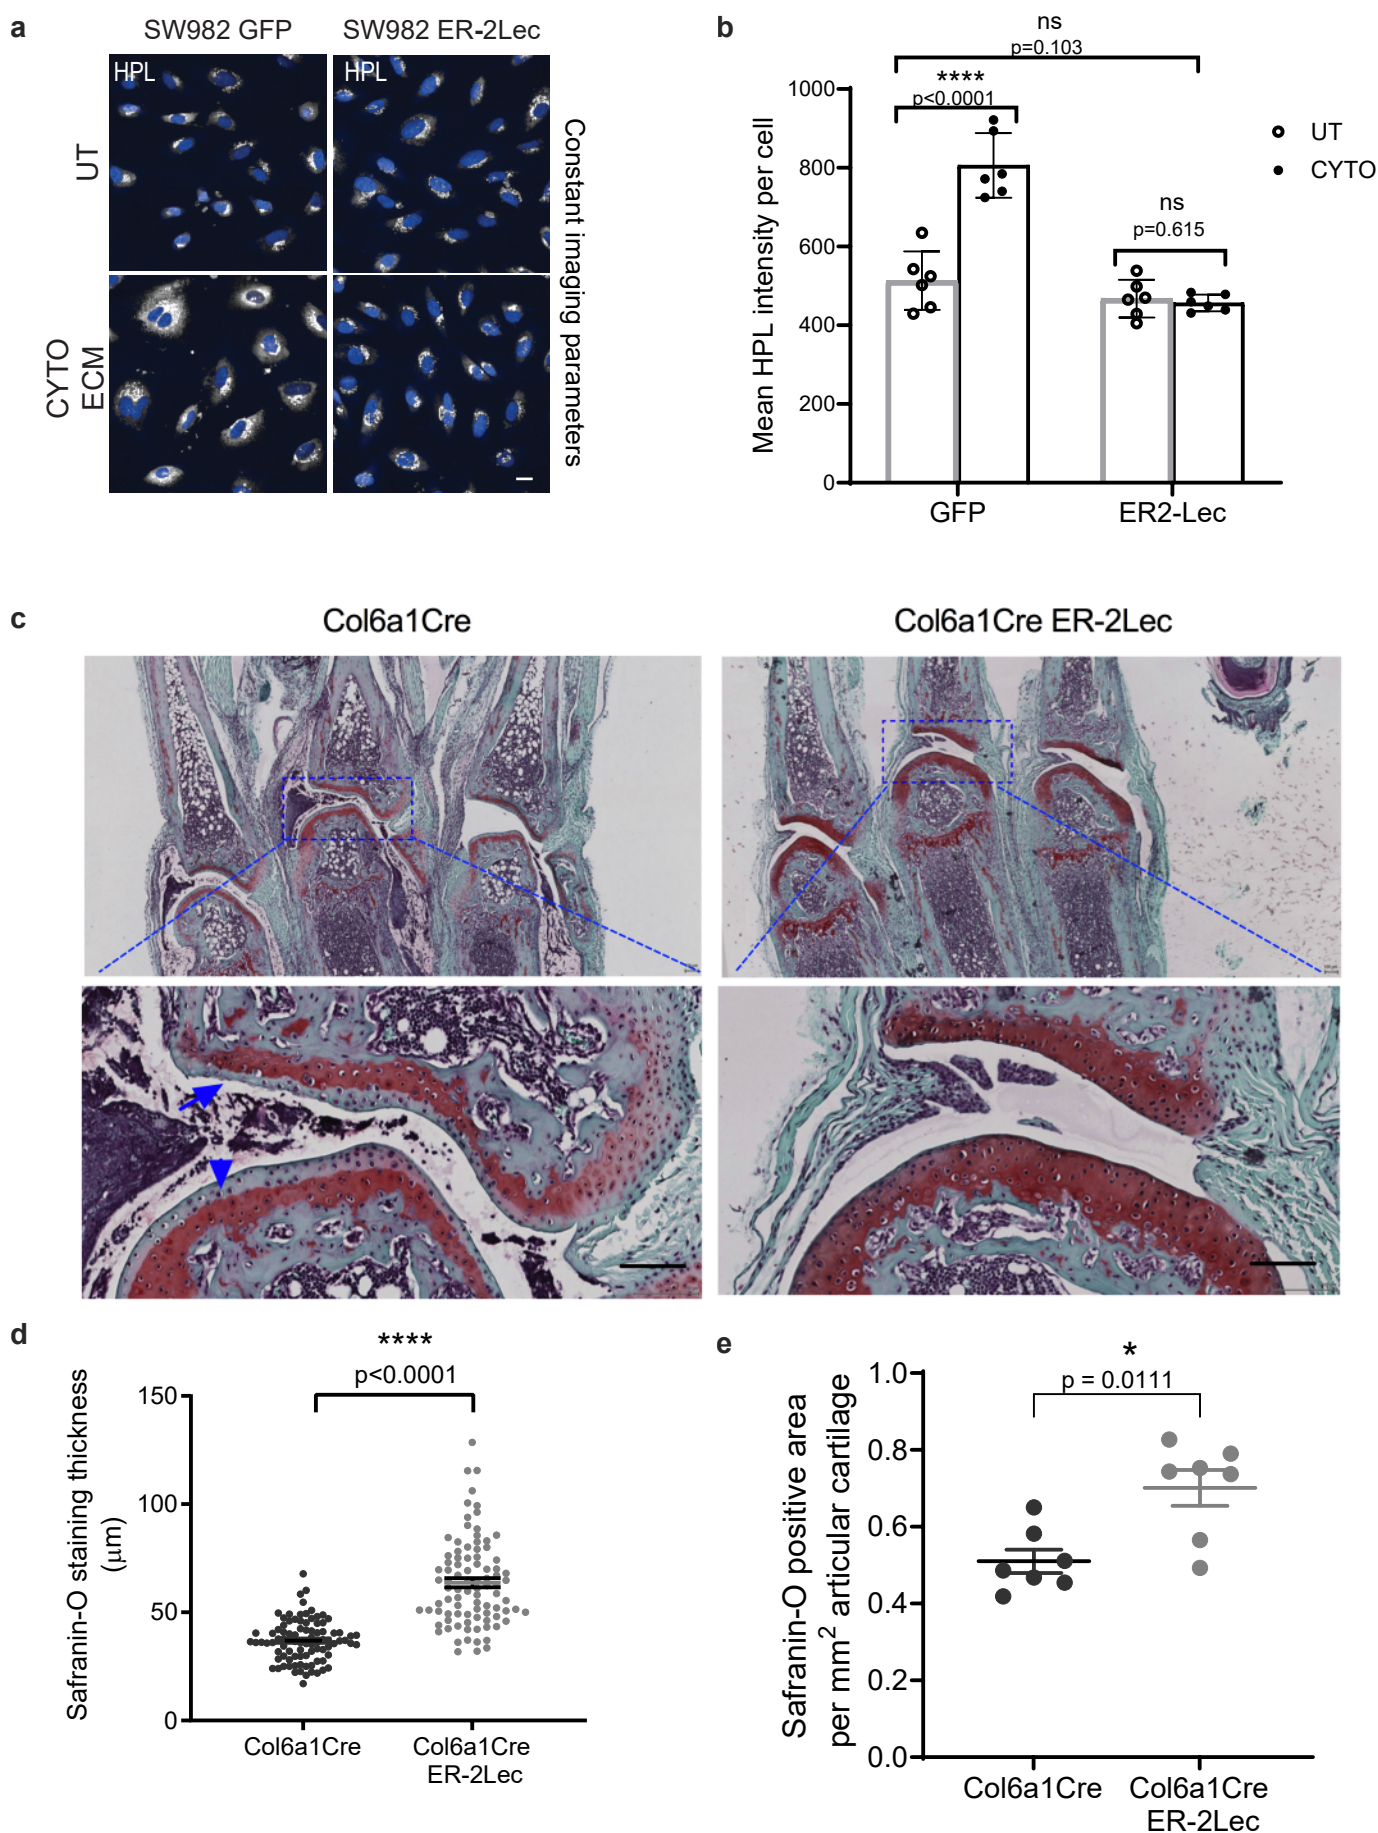 a
SW982 GFP
SW982 ER-2Lec
HPL
HPL
UT
CYTO
ECM
Constant imaging parameters
b
ns
p=0.103
****
p<0.0001
ns
p=0.615
UT
CYTO
Mean HPL intensity per cell
1000
800
600
400
200
0
GFP
ER2-Lec
c
Col6a1Cre
Col6a1Cre ER-2Lec
d
****
p<0.0001
Safranin-O staining thickness
(μm)
150
100
50
0
Col6a1Cre
Col6a1Cre
ER-2Lec
e
*
p = 0.0111
Safranin-O positive area
per mm² articular cartilage
1.0
0.8
0.6
0.4
0.2
0.0
Col6a1Cre
Col6a1Cre
ER-2Lec